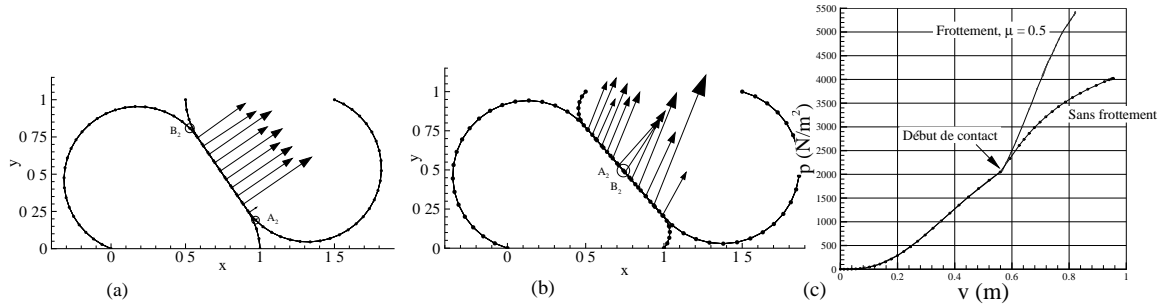 1
0.75
0.5
0.25
0
y
B2
A2
0
0 5
1
1 5
x
(a)
1
0.75
0.5
0 25
0
y
A2
B2
0
0 5
1
1 5
x
(b)
5500
5000
4500
4000
3500
3000
2500
2000
1500
1000
500
0
p (N/m²)
Frottement, μ = 0.5
Sans frottement
Début de contact
0
0.2
0.4
0.6
0.8
1
v (m)
(c)